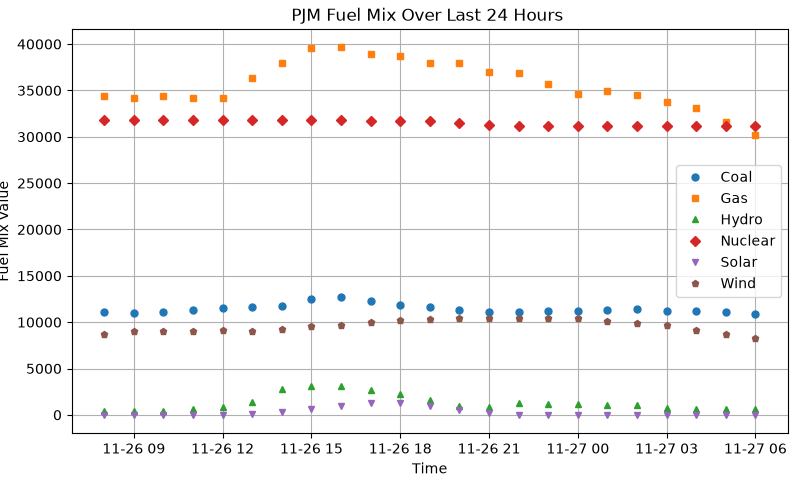 PJM Fuel Mix Over Last 24 Hours
40000
35000
30000
25000
20000
15000
10000
5000
0
Fuel Mix Value
Coal
Gas
Hydro
Nuclear
Solar
Wind
11-26 09 11-26 12 11-26 15 11-26 18 11-26 21 11-27 00 11-27 03 11-27 06
Time